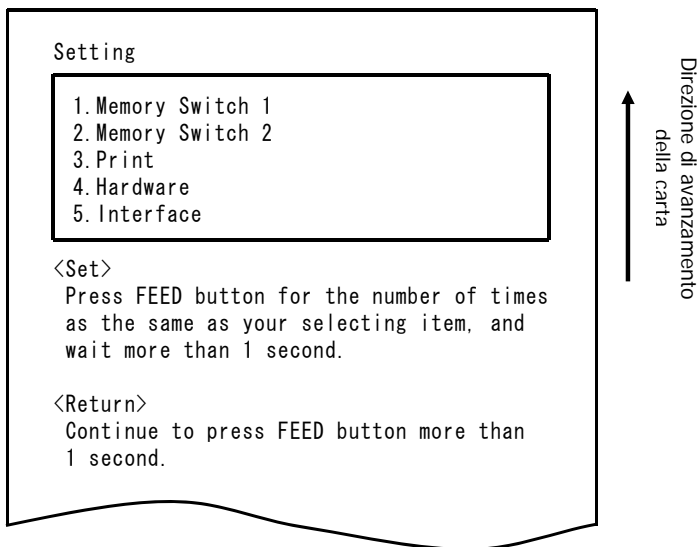 Setting
1.Memory Switch 1
2.Memory Switch 2
3.Print
4.Hardware
5.Interface
<Set>
Press FEED button for the number of times
as the same as your selecting item, and
wait more than 1 second.
<Return>
Continue to press FEED button more than
1 second.
Direzione di avanzamento
della carta